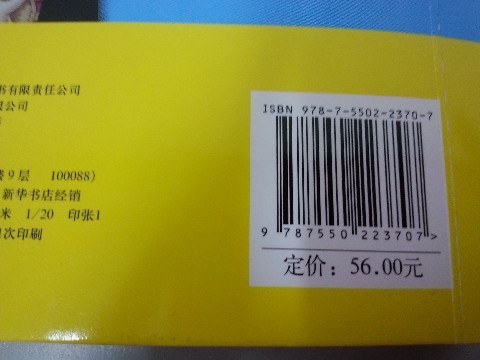 有限责任公司
限公司
9层 100088)
新华书店经销
米 1/20 印张1
次印刷
ISBN 978-7-5502-2370-7
9 787550 223707>
定价：56.00元